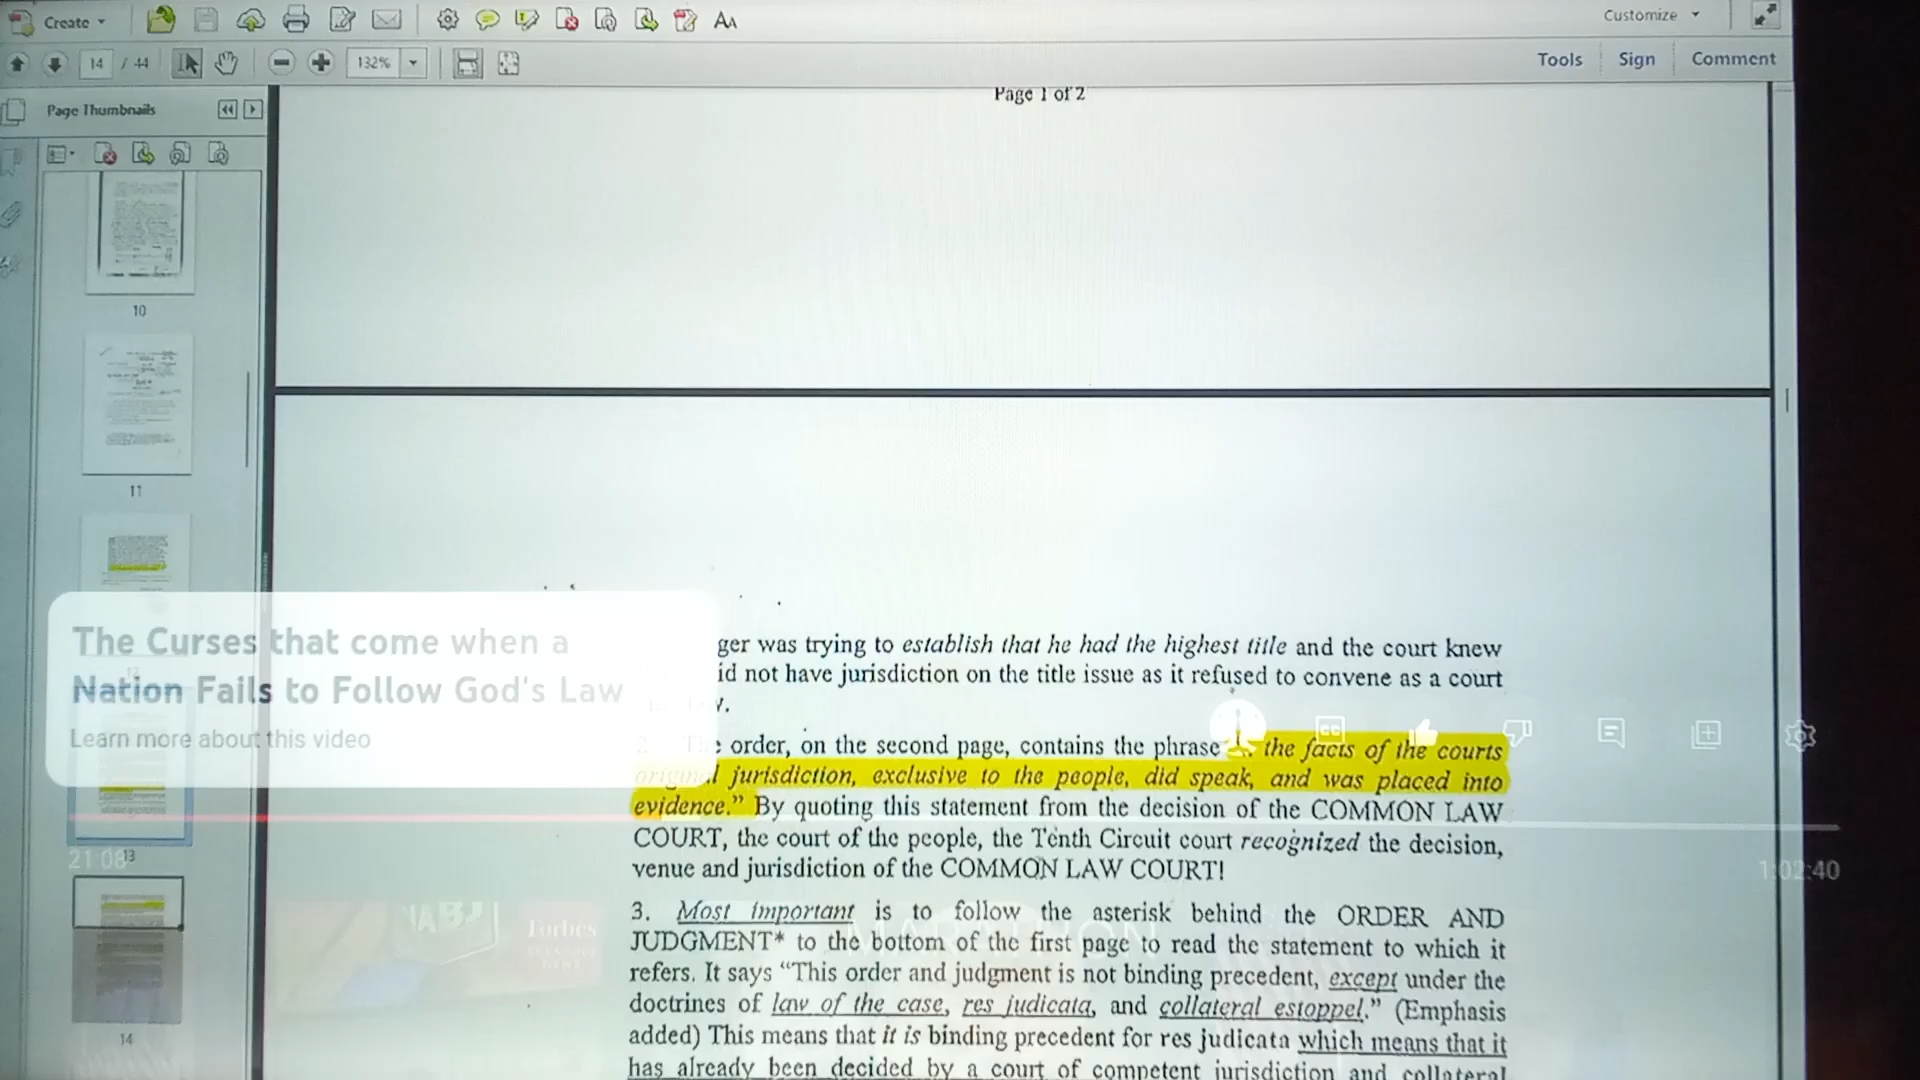 Create
Customize
14 / 44
132%
Tools
Sign
Comment
Page Thumbnails
Page 1 of 2
10
11
ger was trying to establish that he had the highest title and the court knew
id not have jurisdiction on the title issue as it refused to convene as a court
The Curses that come when a
Nation Fails to Follow God's Law
Learn more about this video
order, on the second page, contains the phrase the facts of the courts
original jurisdiction, exclusive to the people, did speak, and was placed into
evidence.” By quoting this statement from the decision of the COMMON LAW
COURT, the court of the people, the Tenth Circuit court recognized the decision,
venue and jurisdiction of the COMMON LAW COURT!
CC
21:08
13
1:02:40
3. Most important is to follow the asterisk behind the ORDER AND
JUDGMENT* to the bottom of the first page to read the statement to which it
refers. It says “This order and judgment is not binding precedent, except under the
doctrines of law of the case, res judicata, and collateral estoppel.” (Emphasis
added) This means that it is binding precedent for res judicata which means that it
has already been decided by a court of competent jurisdiction and collateral
NABJ
Forbes
14